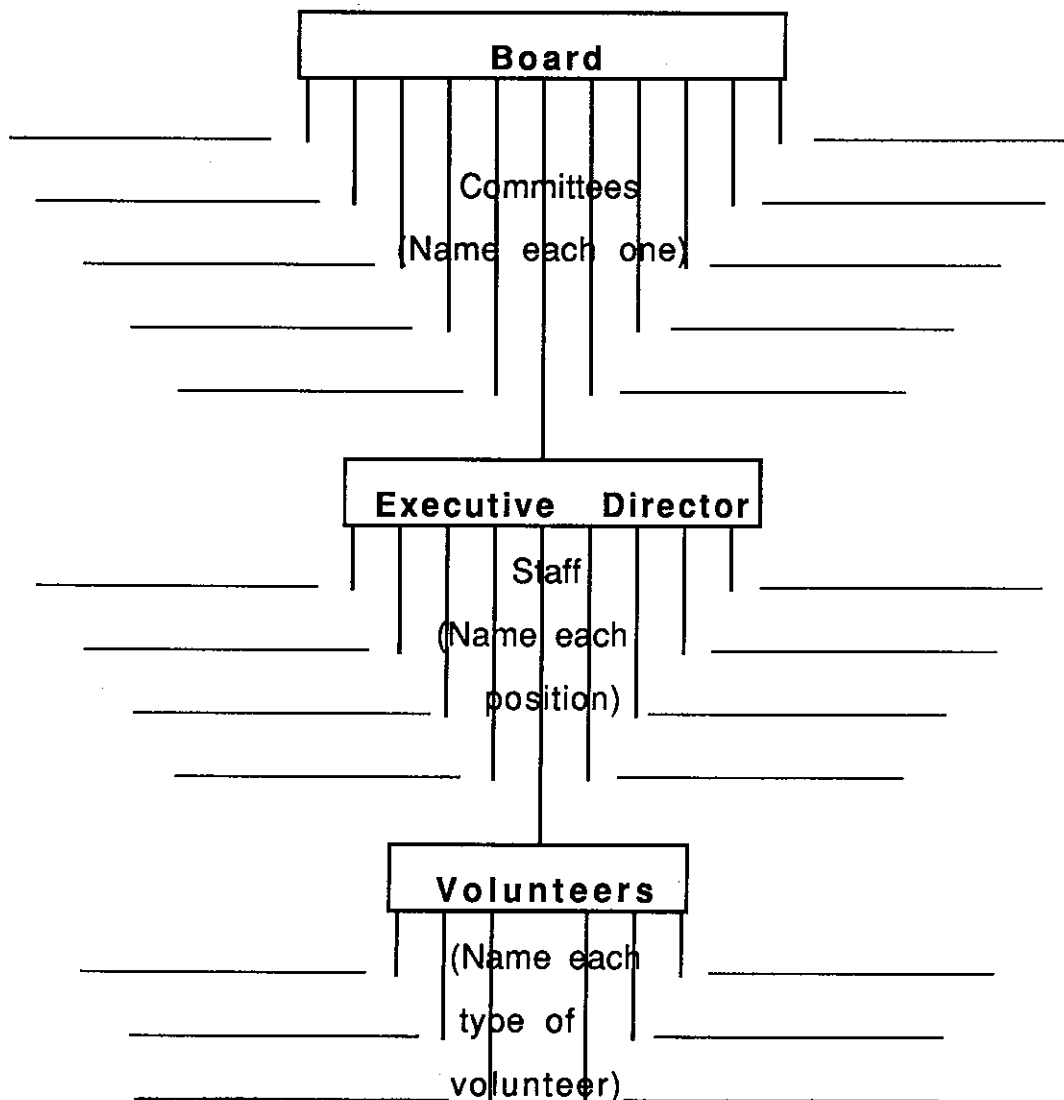 Board
Committees
(Name each one)
Executive Director
Staff
(Name each
position)
Volunteers
(Name each
type of
volunteer)